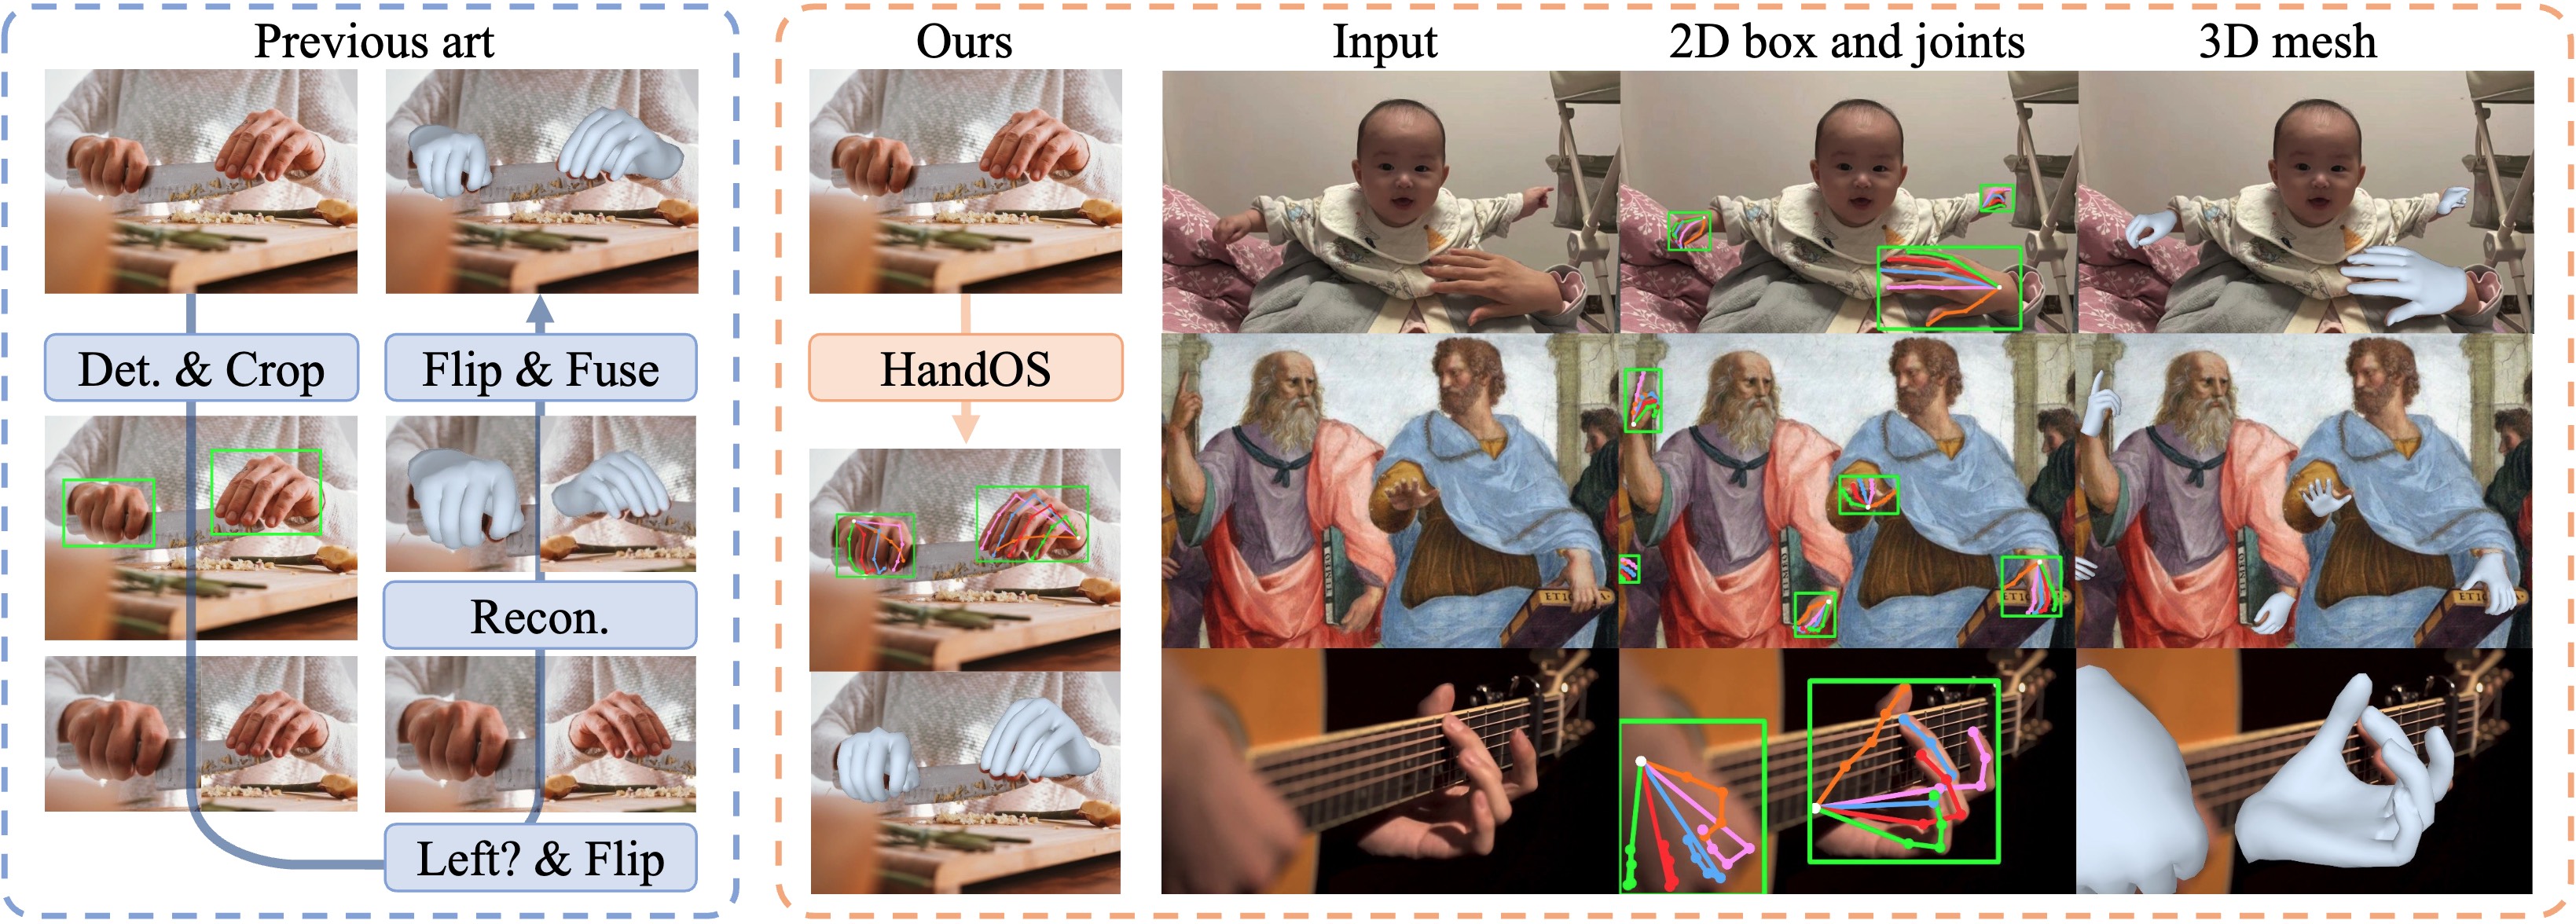 Previous art
Det. & Crop
Flip & Fuse
Recon.
Left? & Flip
Ours
HandOS
Input
2D box and joints
3D mesh